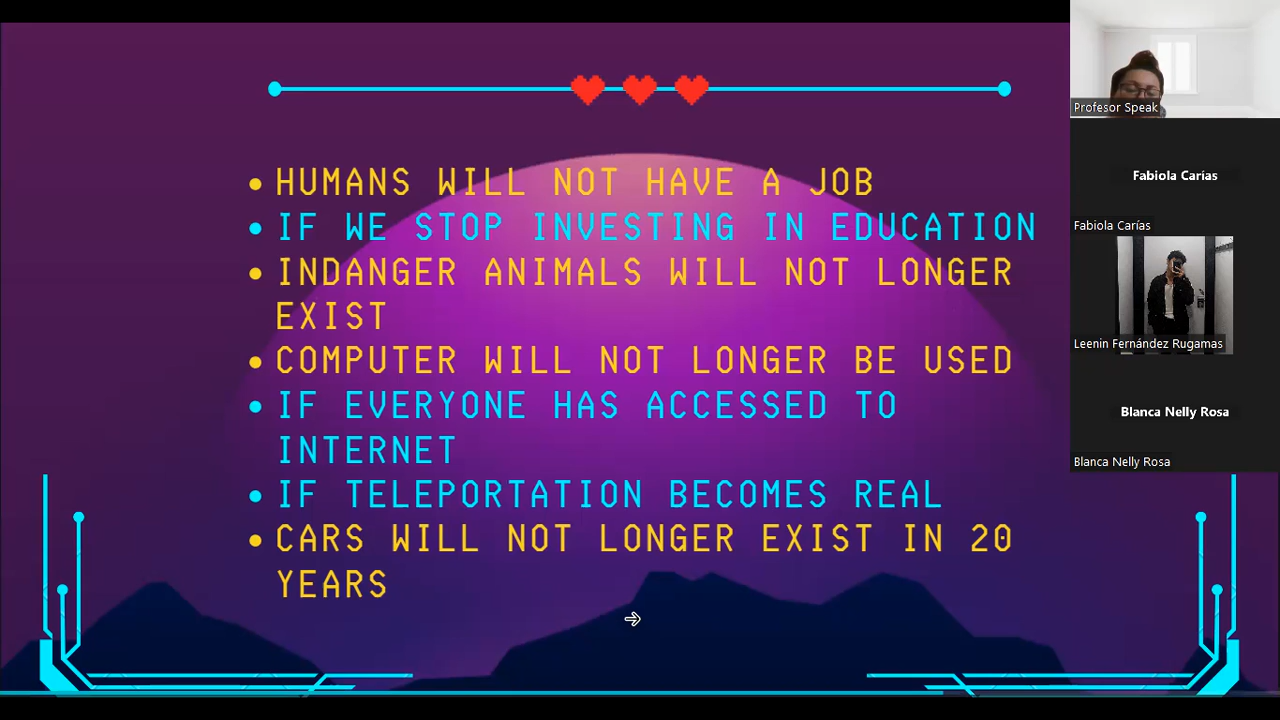 • HUMANS WILL NOT HAVE A JOB
• IF WE STOP INVESTING IN EDUCATION
• INDANGER ANIMALS WILL NOT LONGER
EXIST
• COMPUTER WILL NOT LONGER BE USED
• IF EVERYONE HAS ACCESSED TO
INTERNET
• IF TELEPORTATION BECOMES REAL
• CARS WILL NOT LONGER EXIST IN 20
YEARS
Profesor Speak
Fabiola Carias
Fabiola Carías
Leenin Fernández Rugamas
Blanca Nelly Rosa
Blanca Nelly Rosa